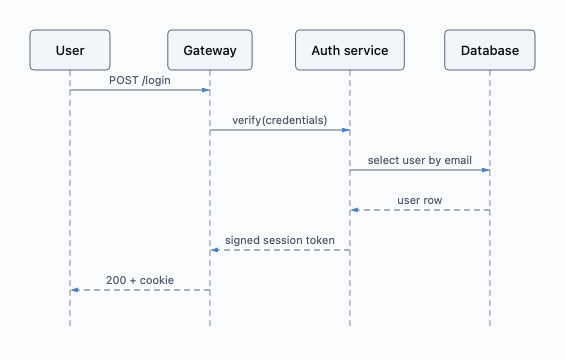 User
Gateway
Auth service
Database
POST /login
verify(credentials)
select user by email
user row
signed session token
200 + cookie